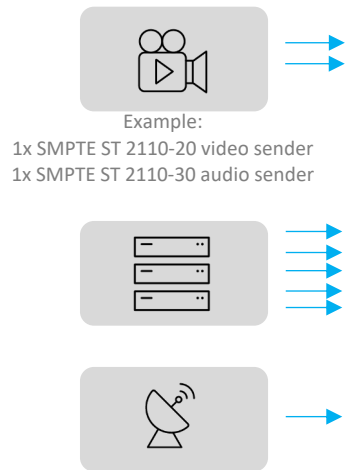 Example:
1x SMPTE ST 2110-20 video sender
1x SMPTE ST 2110-30 audio sender